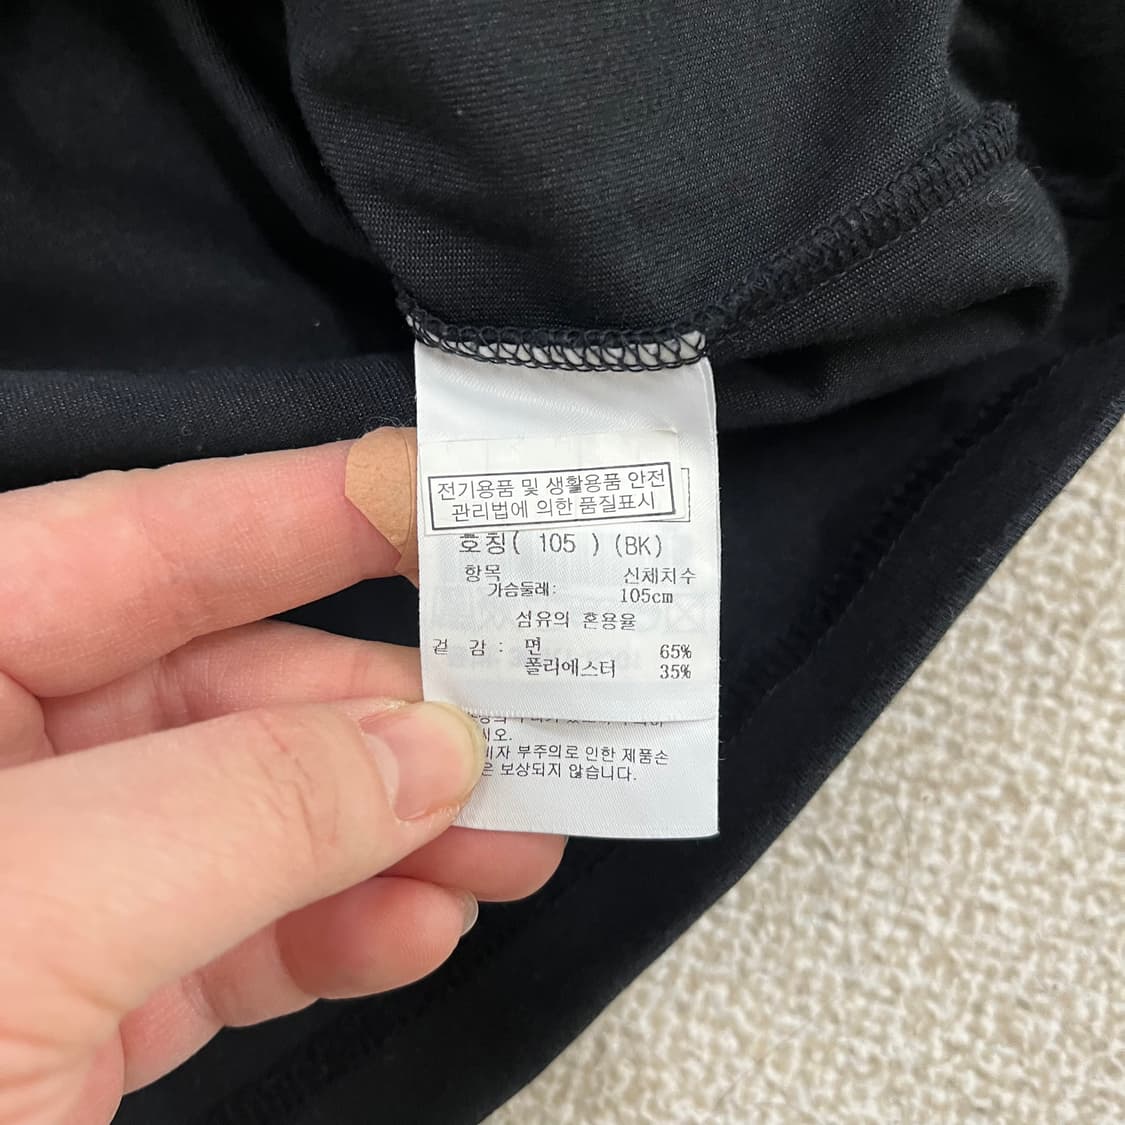 전기용품 및 생활용품 안전
관리법에 의한 품질표시
호칭( 105 ) (BK)
항목 신체치수
가슴둘레: 105cm
섬유의 혼용율
겉 감 : 면 65%
폴리에스터 35%
시오.
비자 부주의로 인한 제품손
은 보상되지 않습니다.